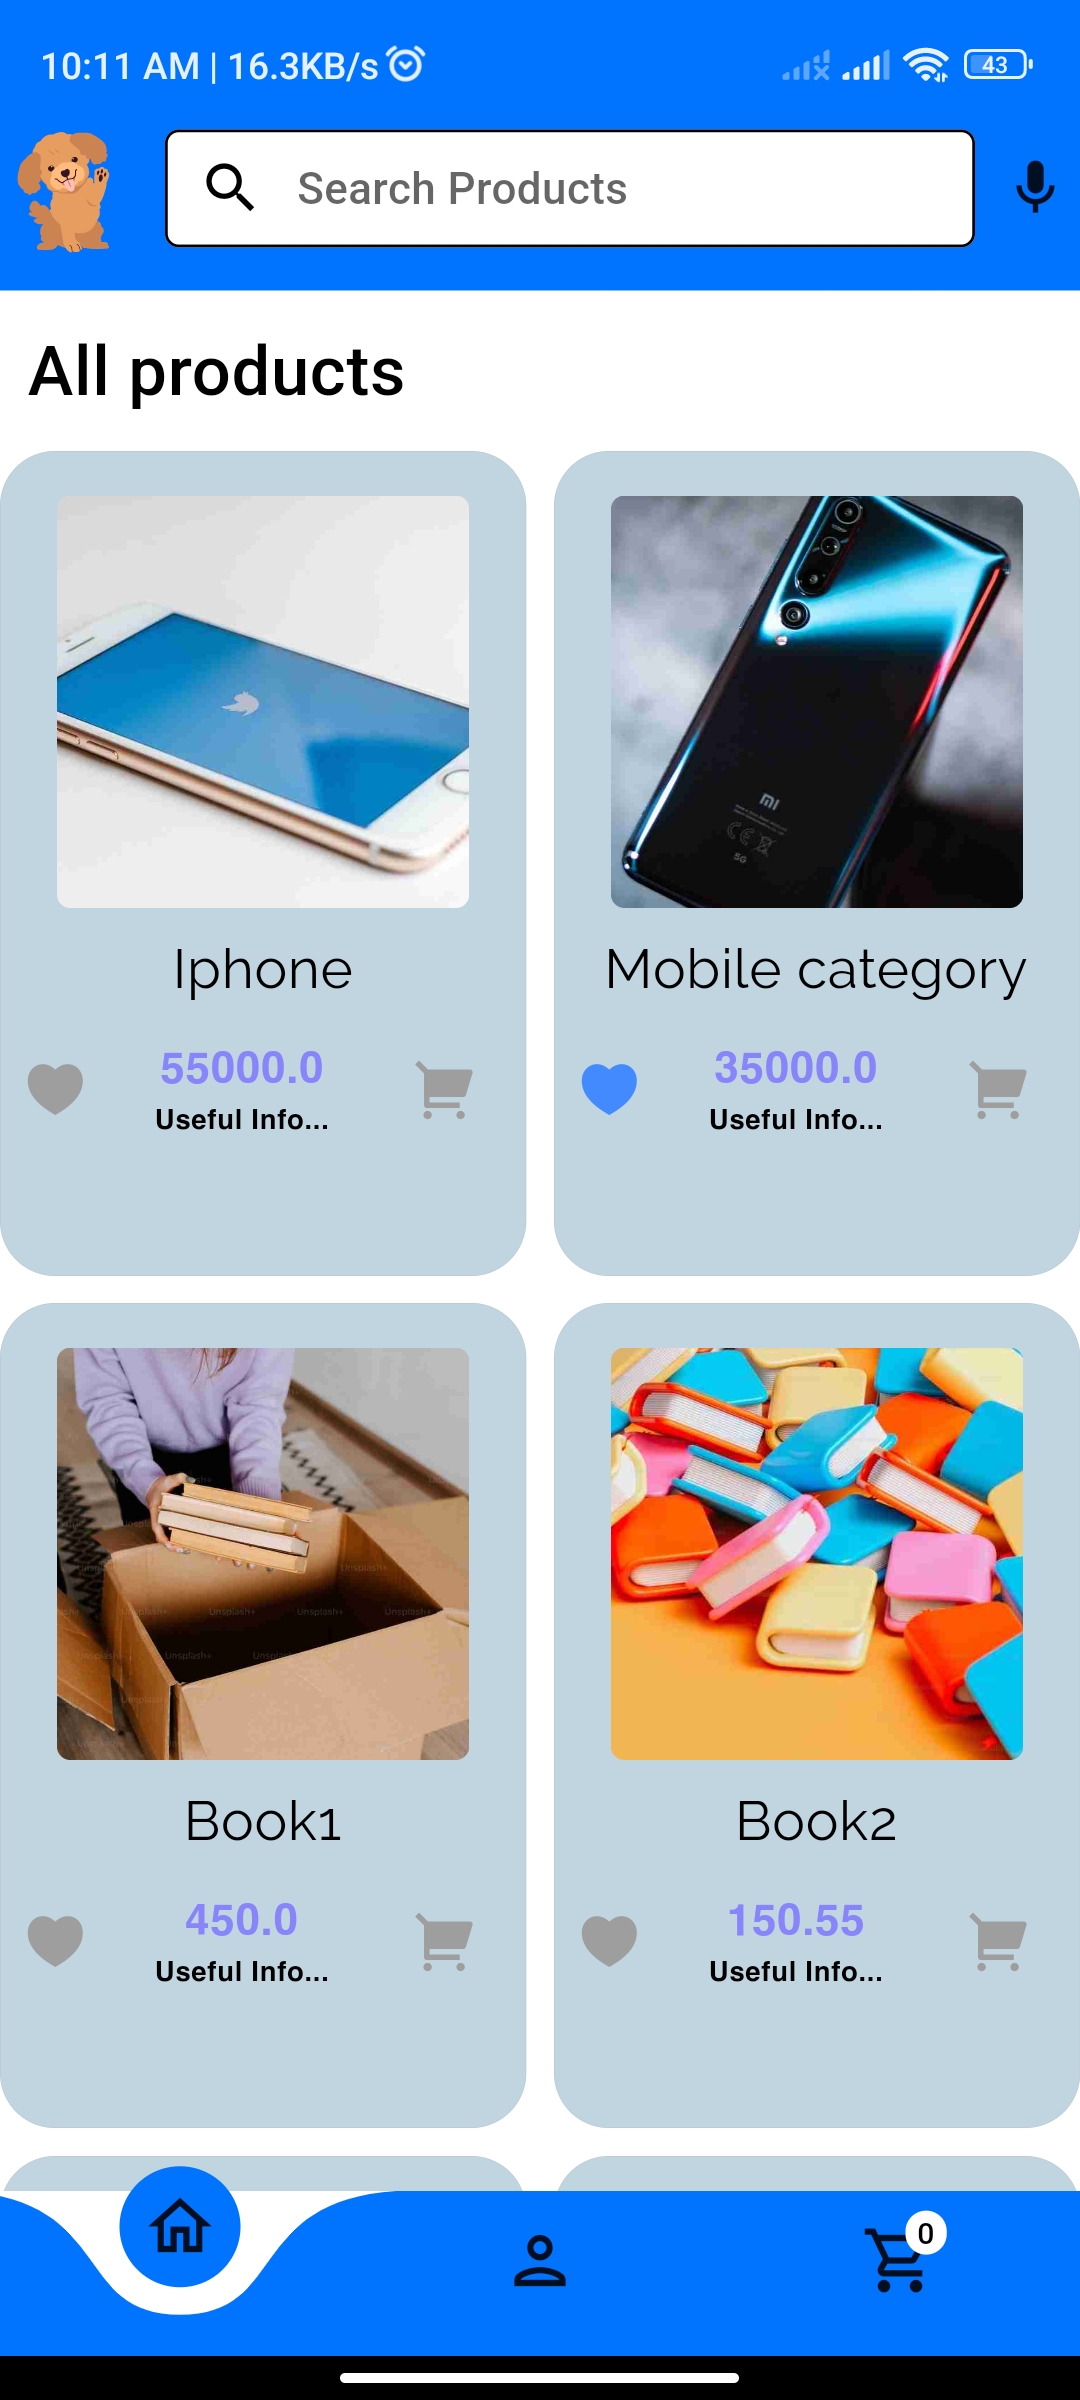 10:11 AM | 16.3KB/s
43
Search Products
All products
Iphone
Mobile category
55000.0
35000.0
Useful Info...
Useful Info...
Book1
Book2
450.0
150.55
Useful Info...
Useful Info...
0